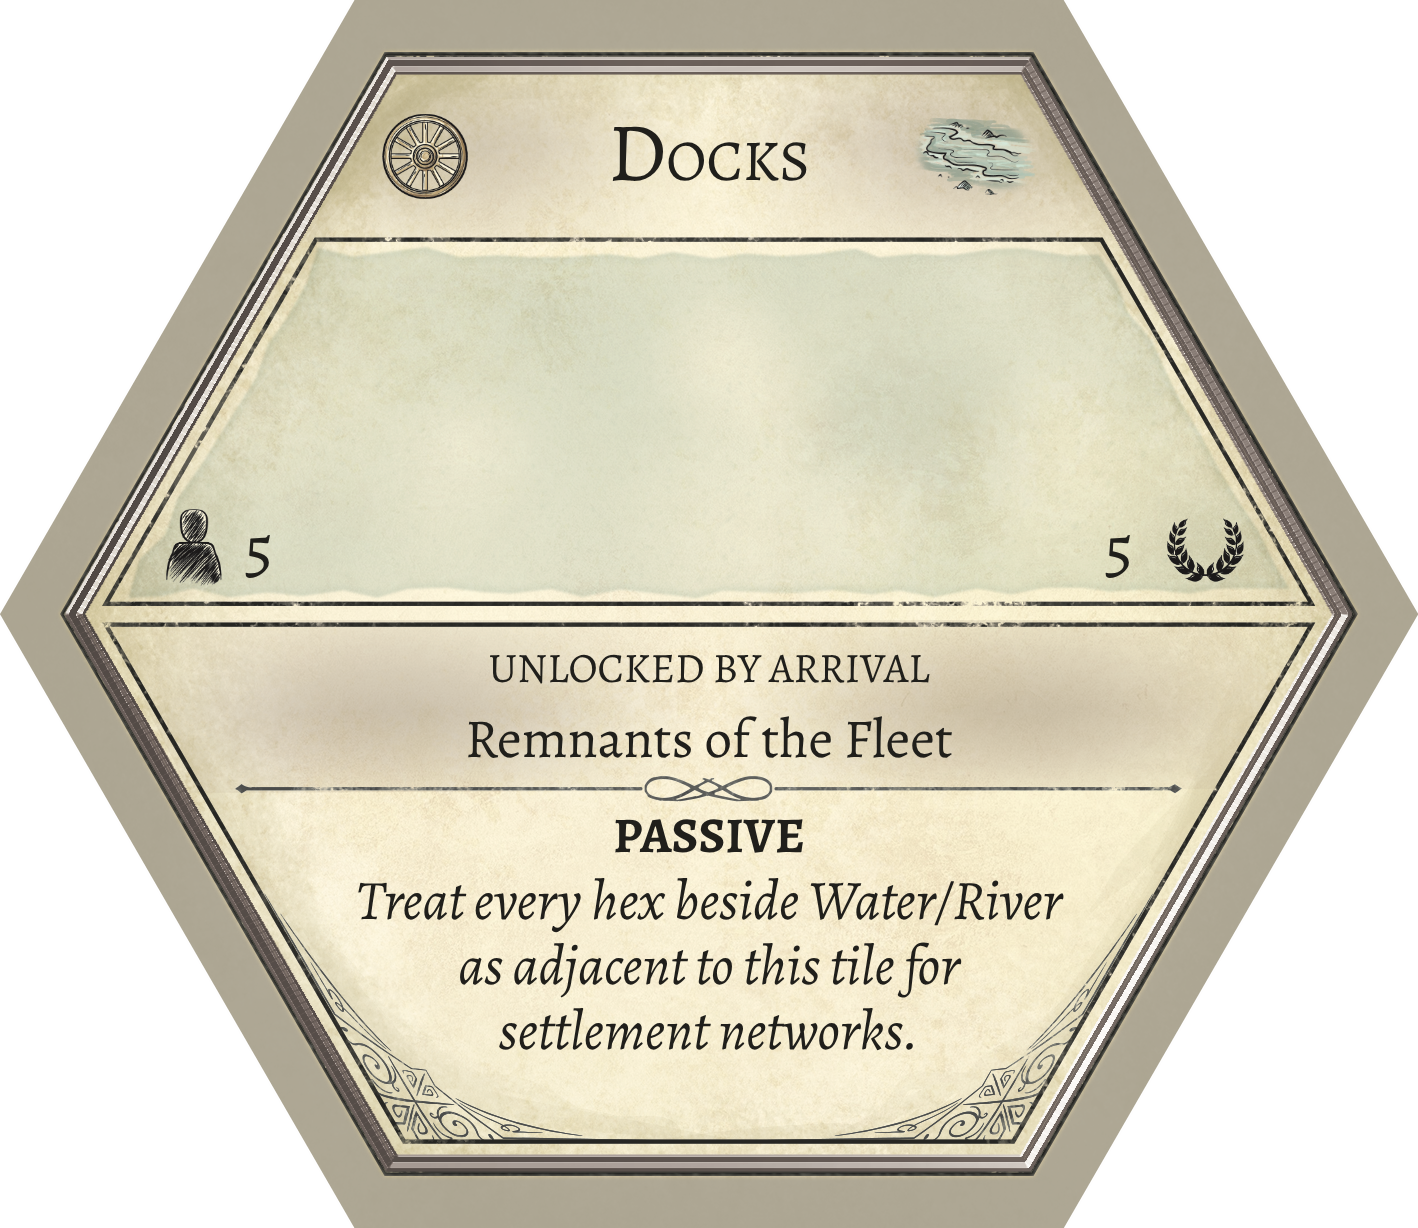 Docks
5
5
UNLOCKED BY ARRIVAL
Remnants of the Fleet
PASSIVE
Treat every hex beside Water/River
as adjacent to this tile for
settlement networks.